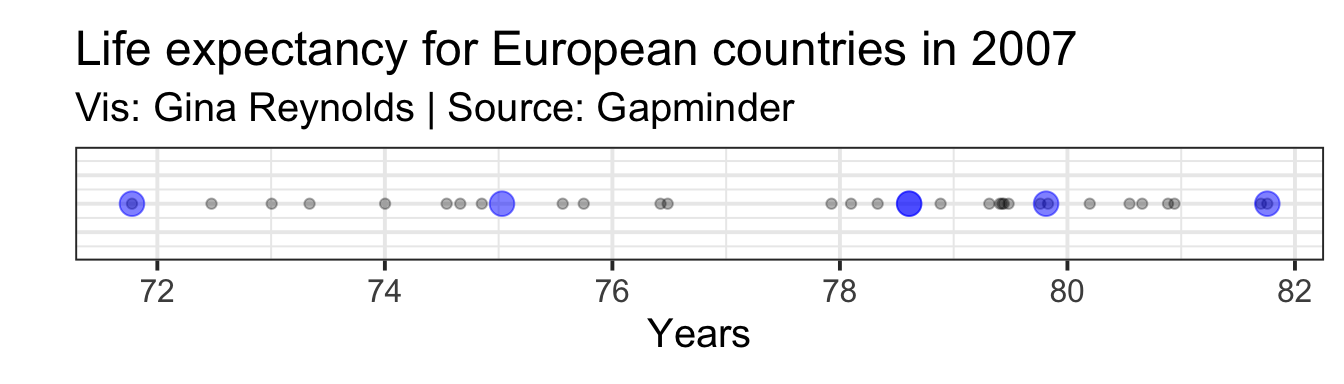 Life expectancy for European countries in 2007
Vis: Gina Reynolds | Source: Gapminder
72 74 76 78 80 82
Years